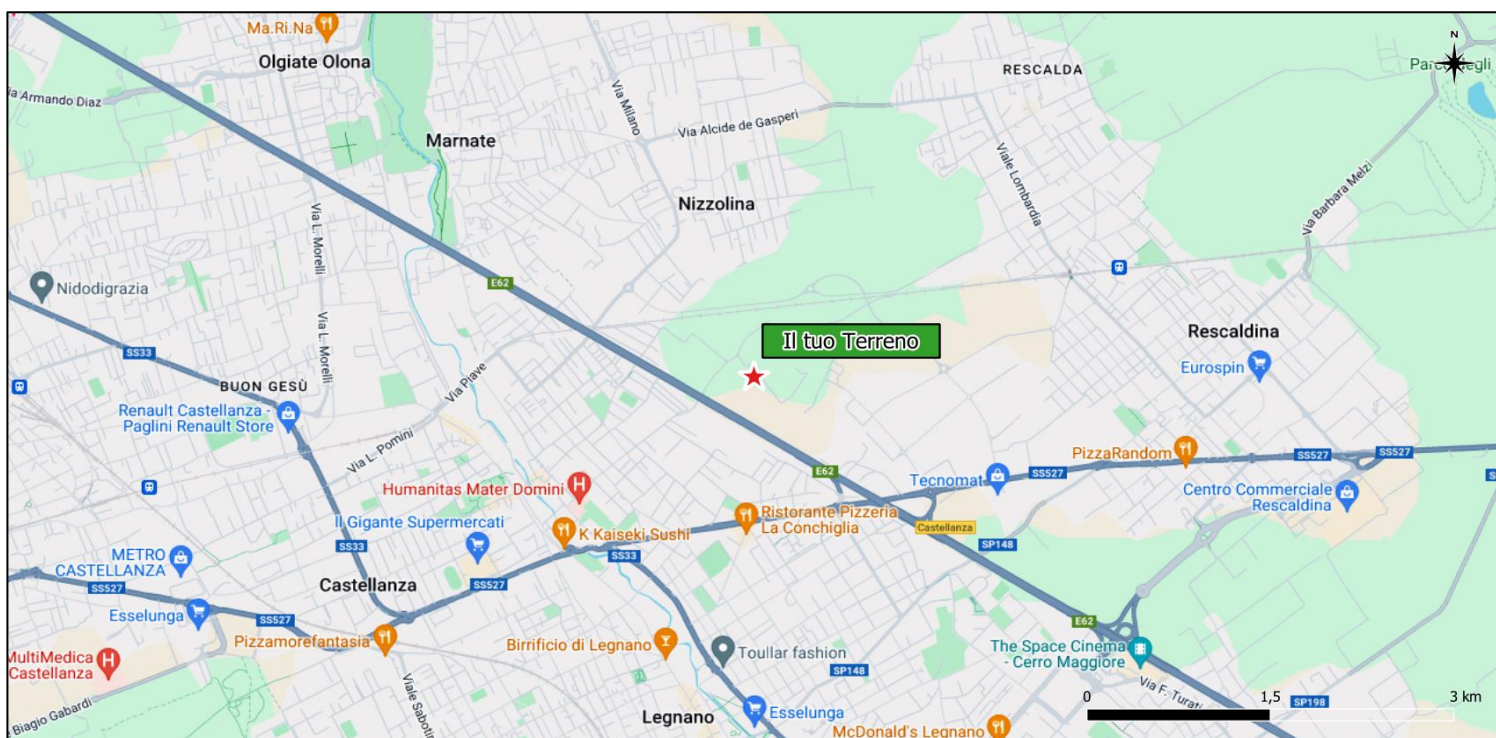 Ma.Ri.Na
Olgiate Olona
Via Armando Diaz
Via Milano
RESCALDA
N
Parco degli
Marnate
Via Alcide de Gasperi
Viale Lombardia
Via Barbara Melzi
Nizzolina
Via L. Morelli
Nidodigrazia
E62
SS33
Via L. Morelli
Il tuo Terreno
Rescaldina
Eurospin
BUON GESÙ
Via Piave
Renault Castellanza -
Paglini Renault Store
Via L. Pomini
PizzaRandom
SS527
SS527
E62
Tecnomat
SS527
Humanitas Mater Domini
Centro Commerciale
Rescaldina
Il Gigante Supermercati
K Kaiseki Sushi
Ristorante Pizzeria
La Conchiglia
Castellanza
SP148
METRO
CASTELLANZA
SS33
SS33
Castellanza
SS527
SS527
Esselunga
SS527
Pizzamorefantasia
E62
Birrificio di Legnano
Toullar fashion
The Space Cinema
- Cerro Maggiore
MultiMedica
Castellanza
SP148
Via F. Turati
Biagio Gabardi
Viale Sabotino
Legnano
Esselunga
McDonald's Legnano
SP198
0 1,5 3 km